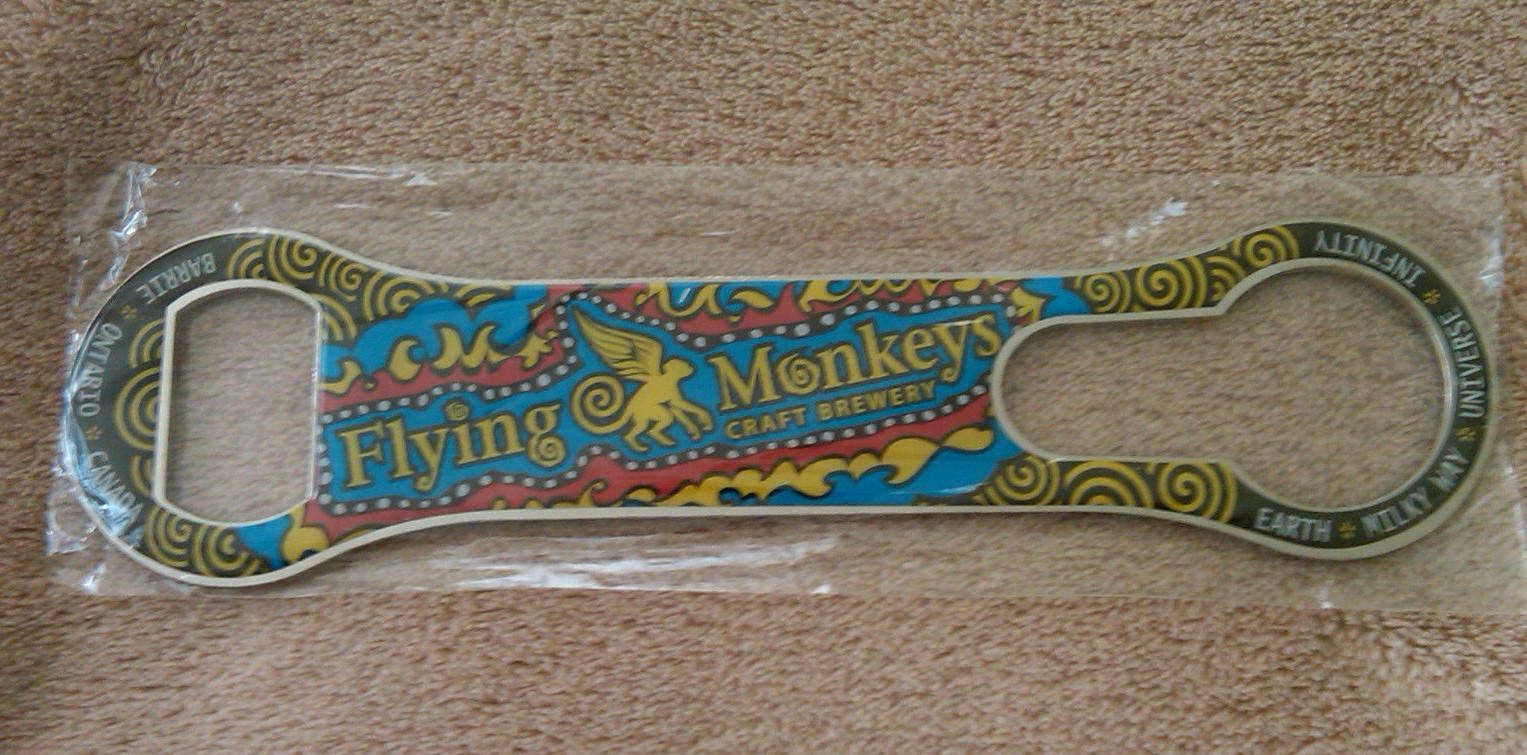 BARRIE * ONTARIO * CANADA
Flying Monkeys
CRAFT BREWERY
EARTH * MILKY WAY * UNIVERSE * INFINITY